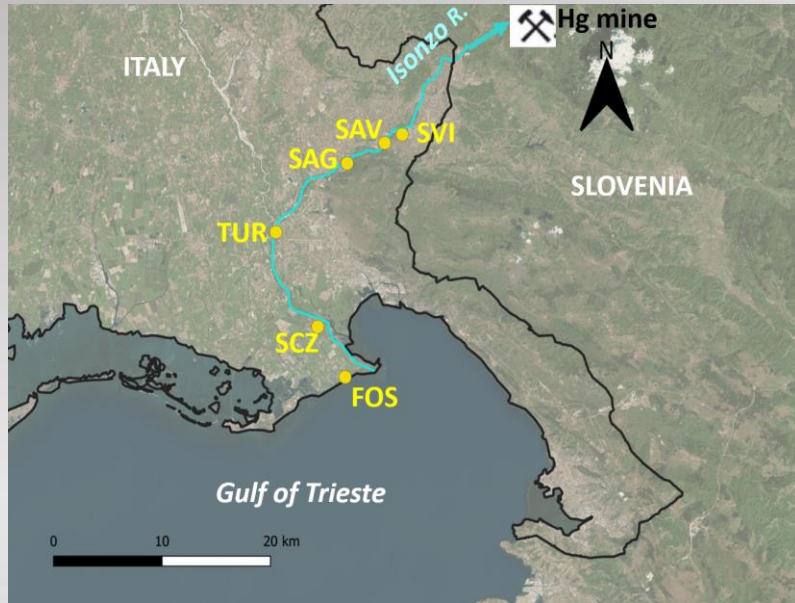 Hg mine
Isonzo R.
N
ITALY
SAV
SVI
SAG
SLOVENIA
TUR
SCZ
FOS
Gulf of Trieste
0 10 20 km